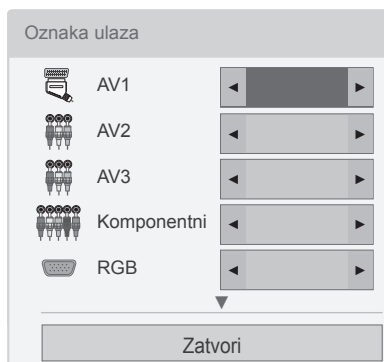 Oznaka ulaza
AV1
AV2
AV3
Komponentni
RGB
Zatvori